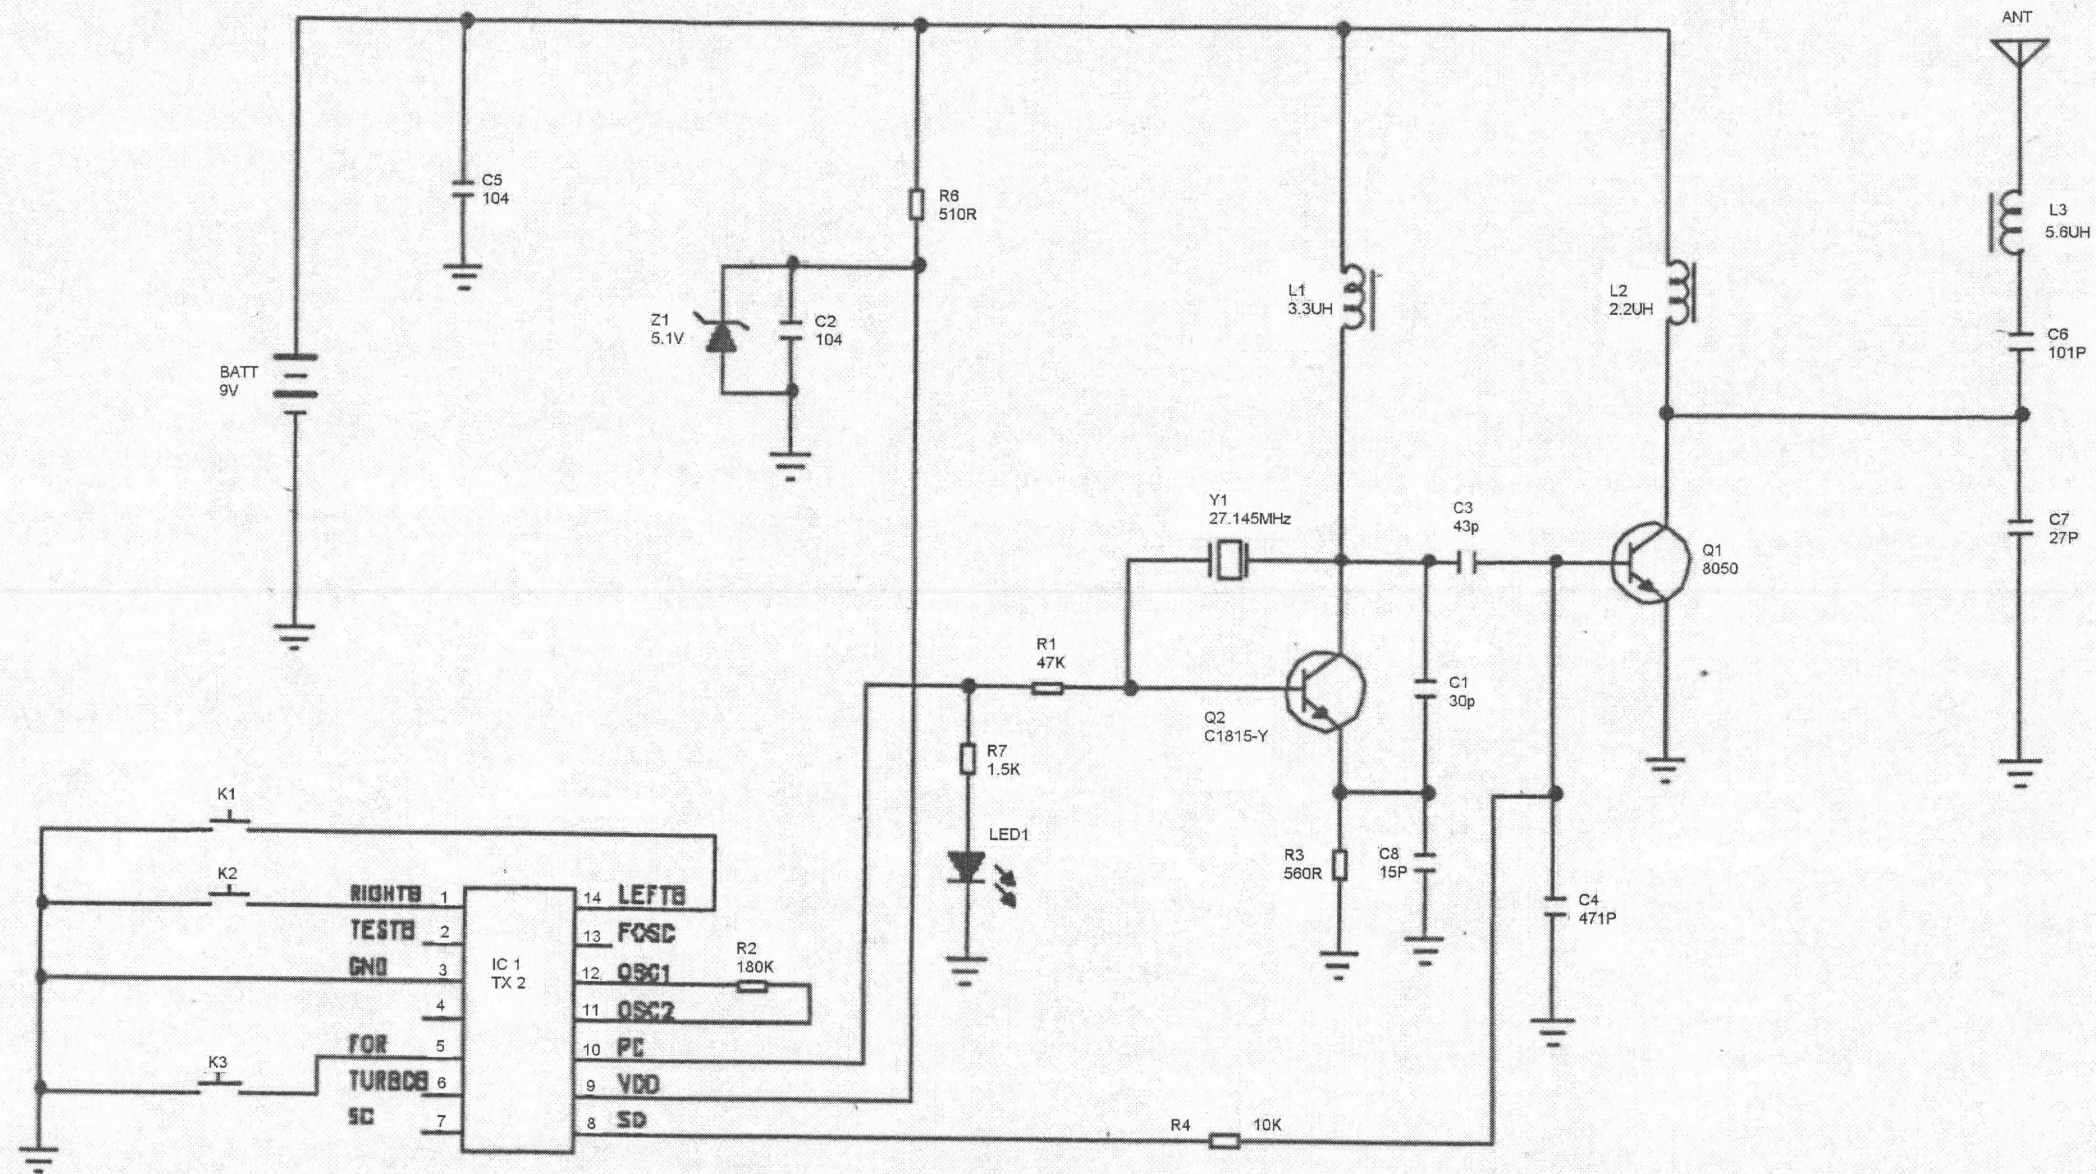 ANT
C5
104
R6
510R
L3
5.6UH
L1
3.3UH
L2
2.2UH
Z1
5.1V
C2
104
C6
101P
BATT
9V
Y1
27.145MHz
C3
43p
Q1
8050
C7
27P
R1
47K
C1
30p
Q2
C1815-Y
R7
1.5K
K1
LED1
R3
560R
C8
15P
K2
C4
471P
RIGHTB 1
14 LEFTB
TESTB 2
13 FOSC
R2
180K
GND 3
IC 1
TX 2
12 OSC1
4
11 OSC2
FOR 5
10 PC
K3
TURBOB 6
9 VDD
SC 7
8 SD
R4 10K